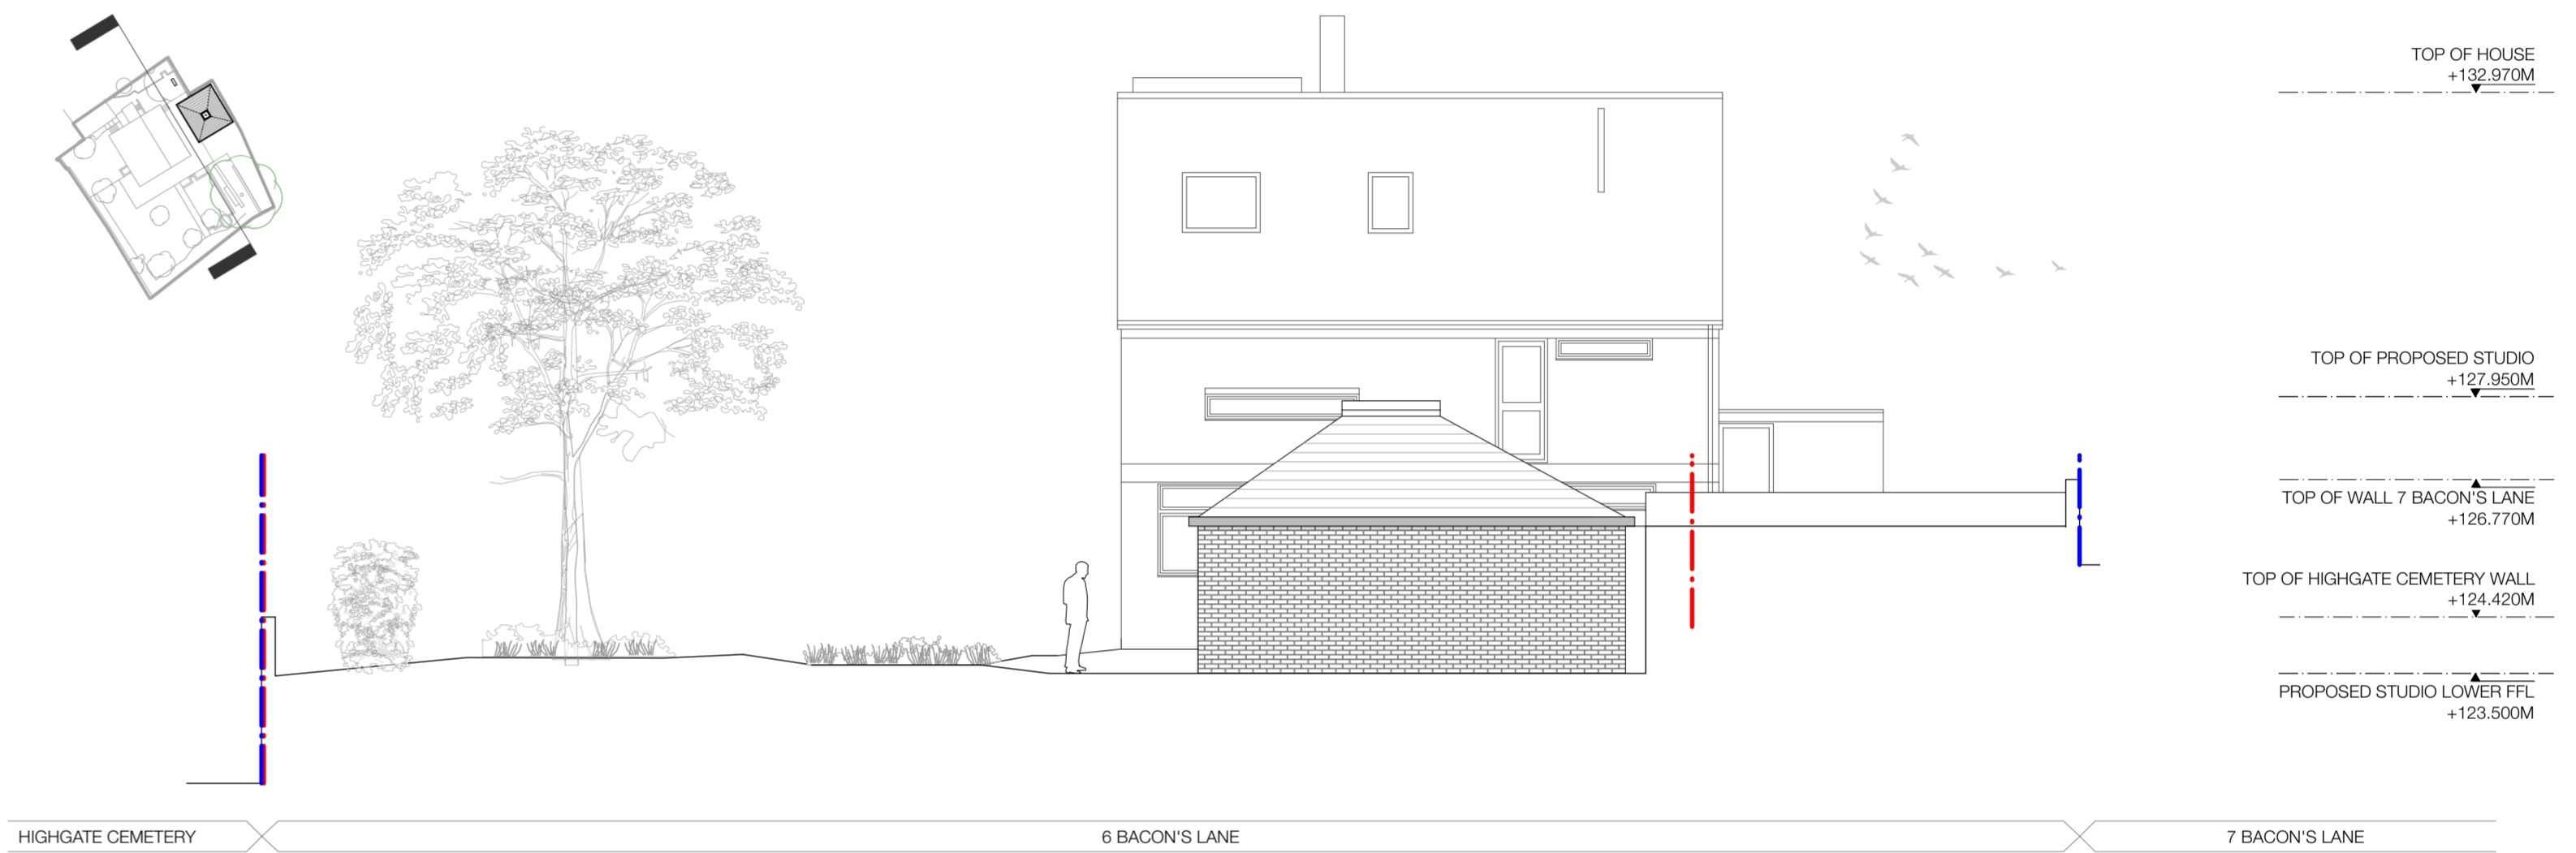 TOP OF HOUSE
+132.970M
TOP OF PROPOSED STUDIO
+127.950M
TOP OF WALL 7 BACON'S LANE
+126.770M
TOP OF HIGHGATE CEMETERY WALL
+124.420M
PROPOSED STUDIO LOWER FFL
+123.500M
HIGHGATE CEMETERY
6 BACON'S LANE
7 BACON'S LANE